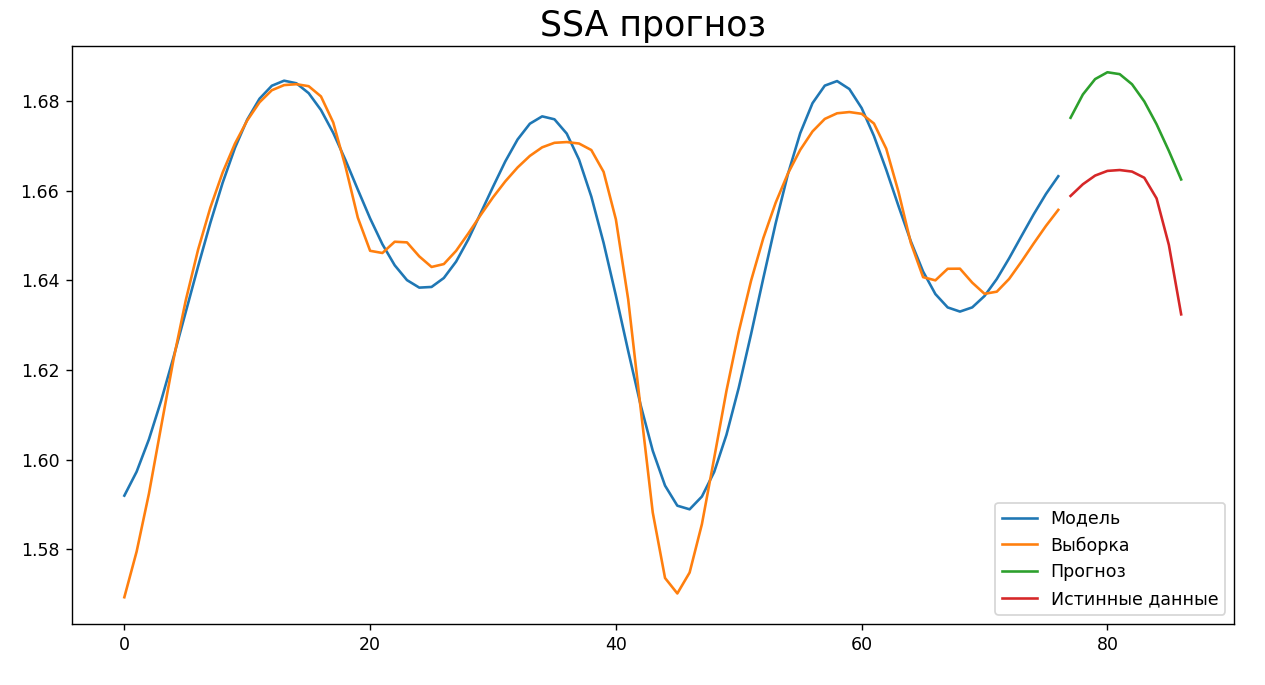 SSA прогноз
1.68
1.66
1.64
1.62
1.60
1.58
0 20 40 60 80
Модель
Выборка
Прогноз
Истинные данные